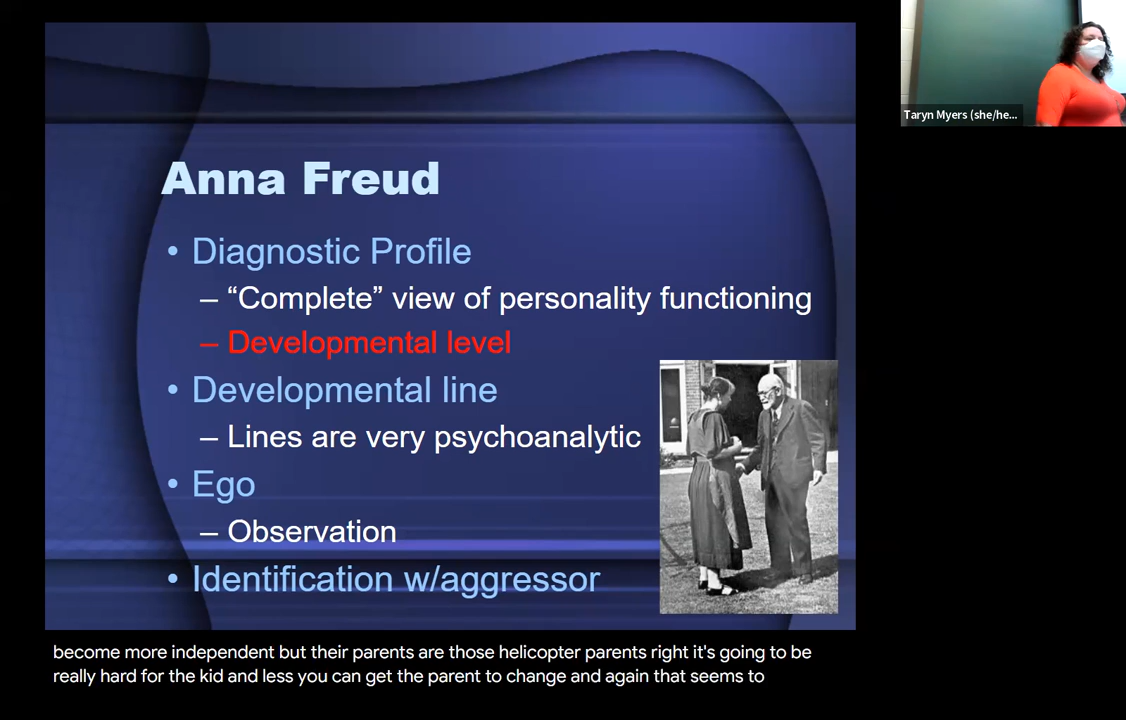 Taryn Myers (she/he...
Anna Freud
• Diagnostic Profile
– “Complete” view of personality functioning
– Developmental level
• Developmental line
– Lines are very psychoanalytic
• Ego
– Observation
• Identification w/aggressor
become more independent but their parents are those helicopter parents right it's going to be
really hard for the kid and less you can get the parent to change and again that seems to